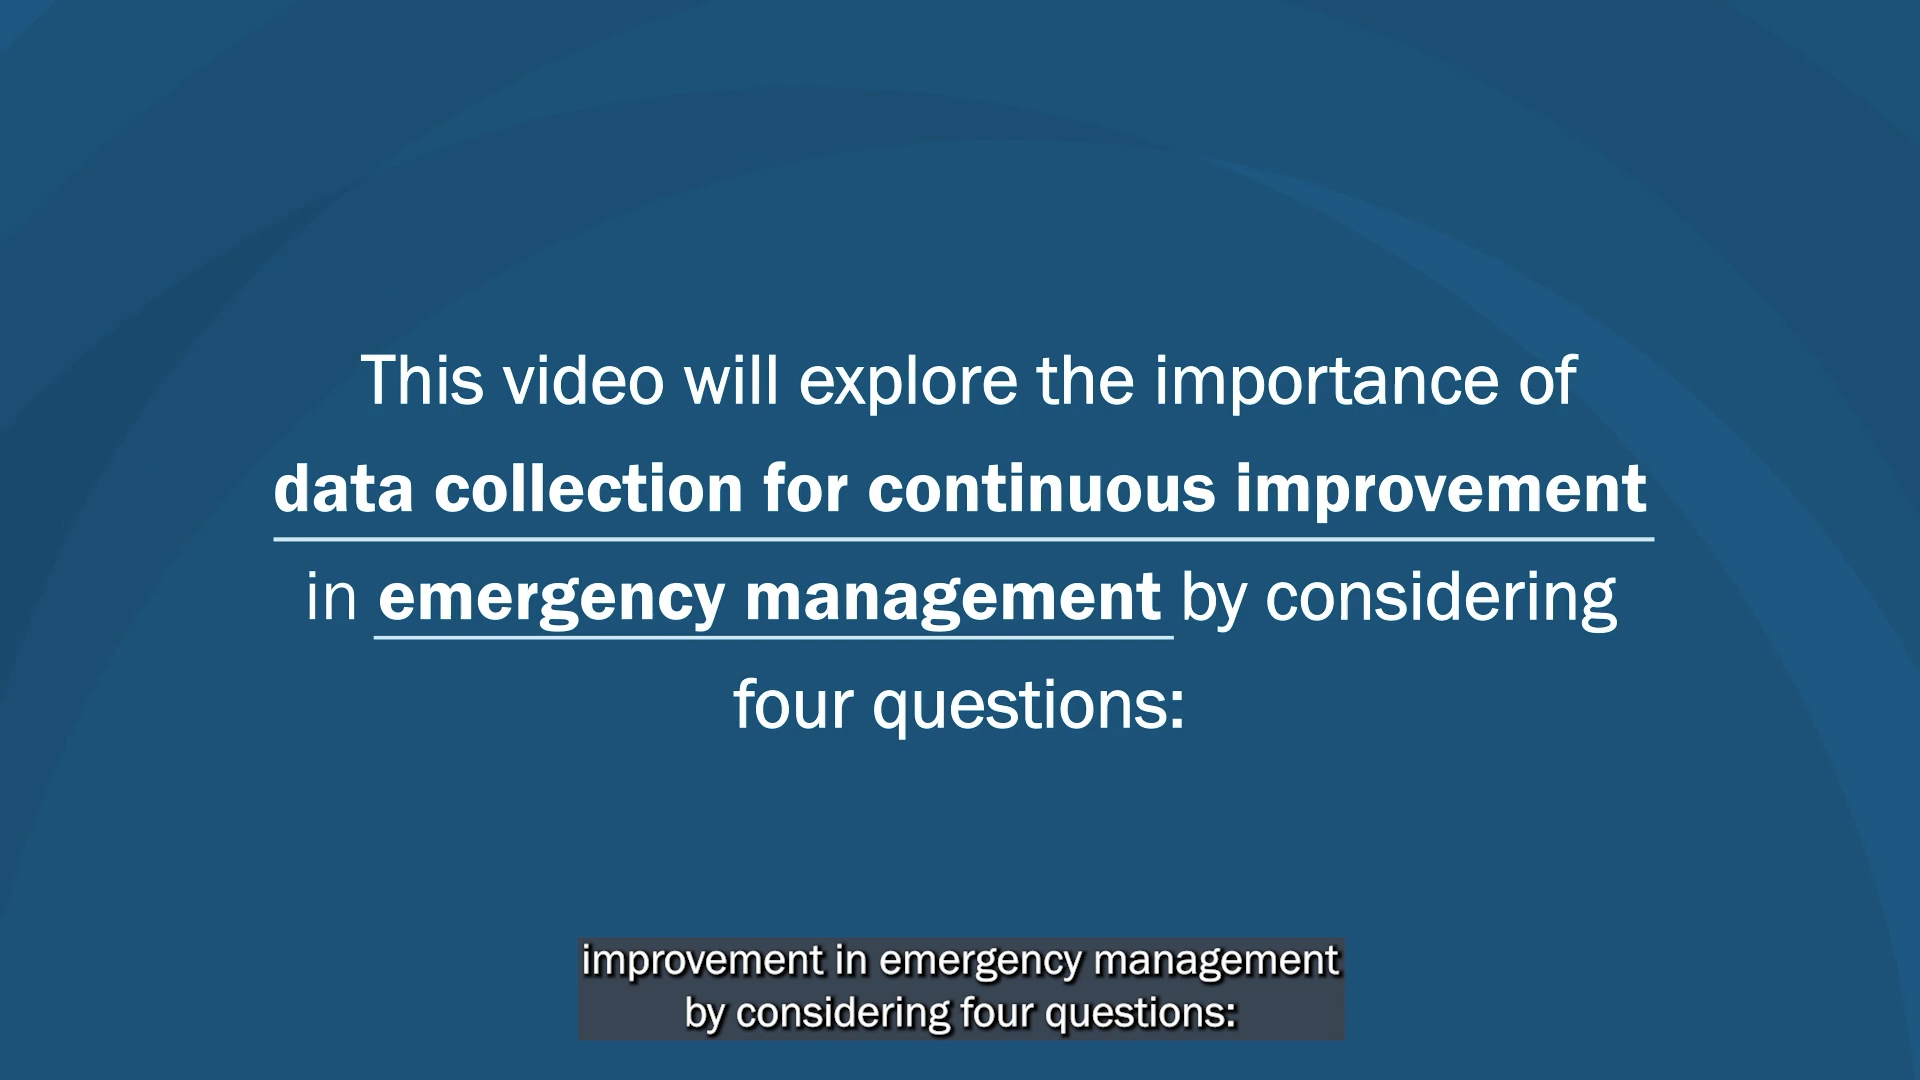 This video will explore the importance of
data collection for continuous improvement
in emergency management by considering
four questions:
improvement in emergency management
by considering four questions: